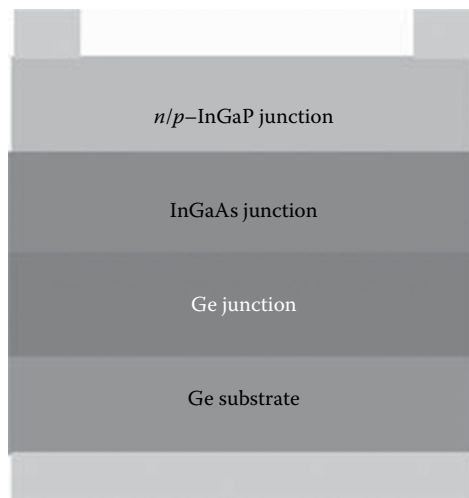 n/p–InGaP junction
InGaAs junction
Ge junction
Ge substrate